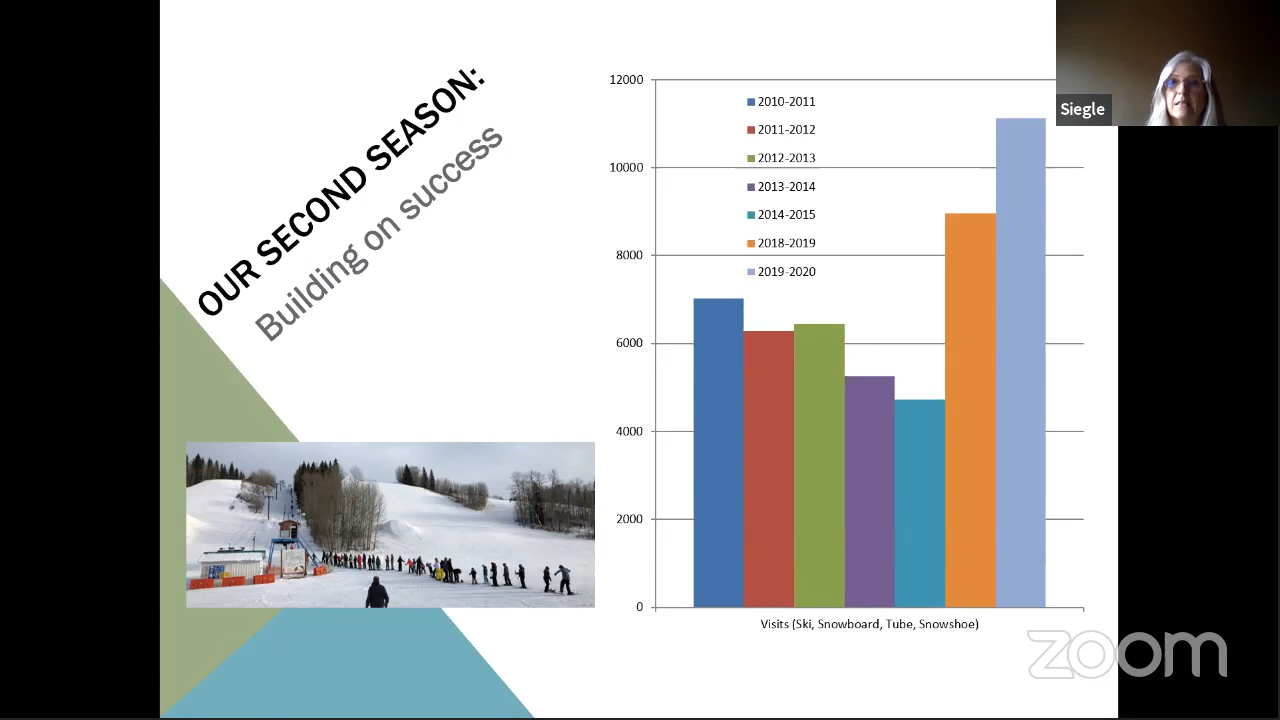 OUR SECOND SEASON:
Building on success
12000
10000
8000
6000
4000
2000
0
2010-2011
2011-2012
2012-2013
2013-2014
2014-2015
2018-2019
2019-2020
Visits (Ski, Snowboard, Tube, Snowshoe)
Siegle
zoom